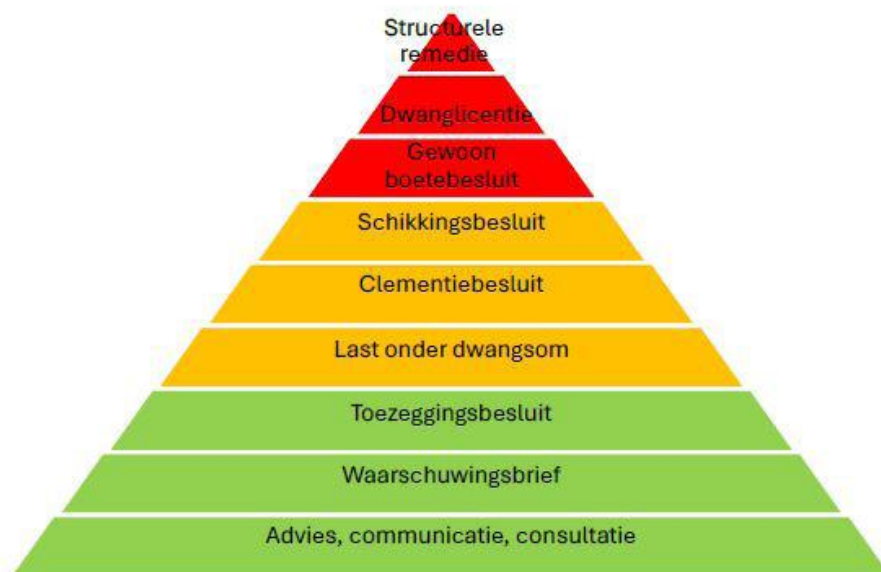 Structurele
remedie
Dwanglicentie
Gewoon
boetebesluit
Schikkingsbesluit
Clementiebesluit
Last onder dwangsom
Toezeggingsbesluit
Waarschuwingsbrief
Advies, communicatie, consultatie